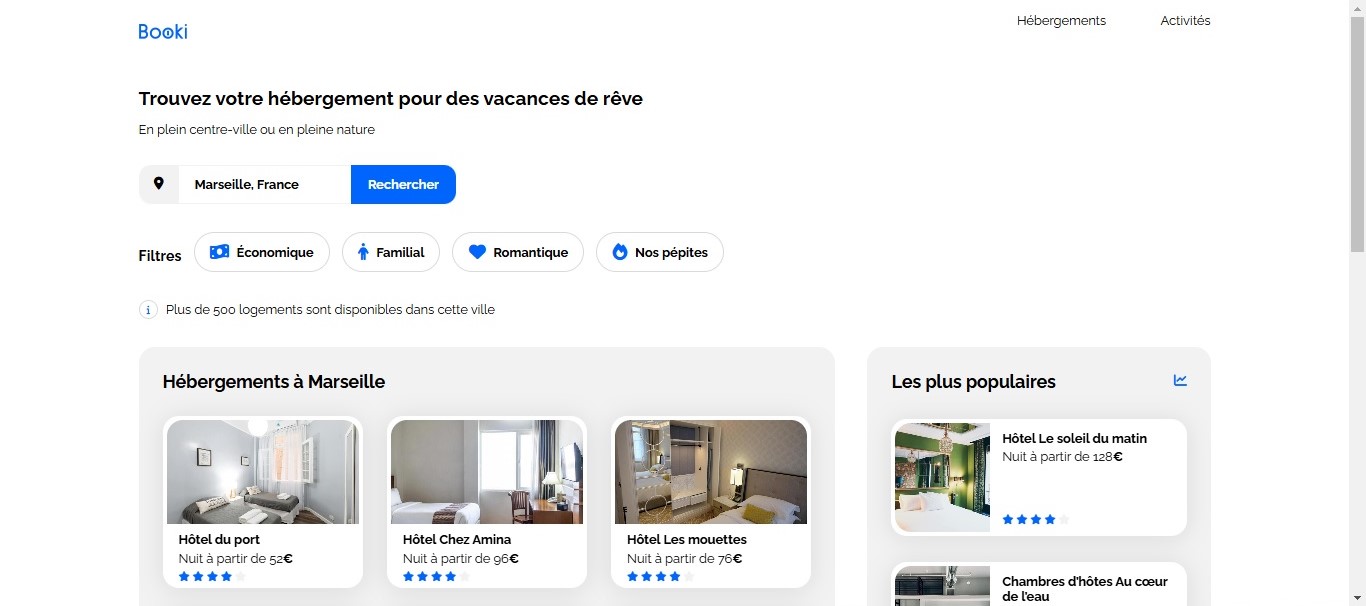 Booki
Hébergements
Activités
Trouvez votre hébergement pour des vacances de rêve
En plein centre-ville ou en pleine nature
Marseille, France
Rechercher
Filtres
Économique
Familial
Romantique
Nos pépites
Plus de 500 logements sont disponibles dans cette ville
Hébergements à Marseille
Hôtel du port
Nuit à partir de 52€
Hôtel Chez Amina
Nuit à partir de 96€
Hôtel Les mouettes
Nuit à partir de 76€
Les plus populaires
Hôtel Le soleil du matin
Nuit à partir de 128€
Chambres d'hôtes Au cœur
de l'eau